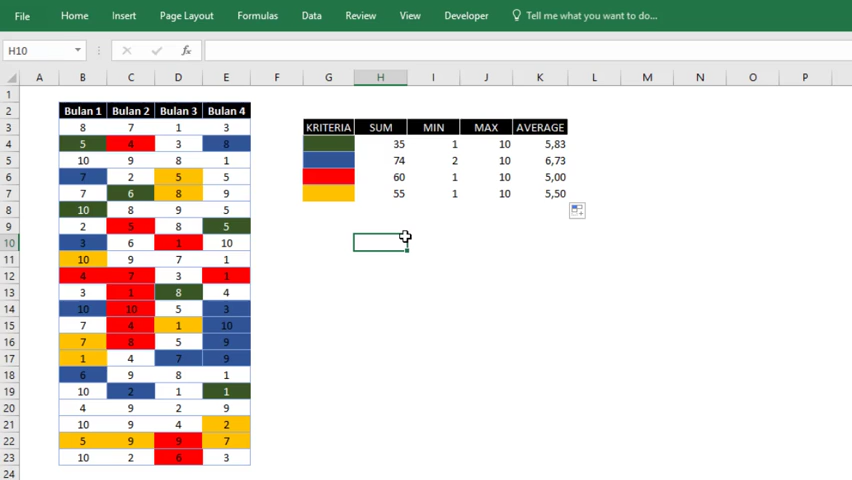 File Home Insert Page Layout Formulas Data Review View Developer Tell me what you want to do...
H10 fx
A B C D E F G H I J K L M N O P
1
2 Bulan 1 Bulan 2 Bulan 3 Bulan 4
3 8 7 1 3 KRITERIA SUM MIN MAX AVERAGE
4 5 4 3 8 35 1 10 5,83
5 10 9 8 1 74 2 10 6,73
6 7 2 5 5 60 1 10 5,00
7 7 6 8 9 55 1 10 5,50
8 10 8 9 5
9 2 5 8 5
10 3 6 1 10
11 10 9 7 1
12 4 7 3 1
13 3 1 8 4
14 10 10 5 3
15 7 4 1 10
16 7 8 5 9
17 1 4 7 9
18 6 9 8 1
19 10 2 1 1
20 4 9 2 9
21 10 9 4 2
22 5 9 9 7
23 10 2 6 3
24